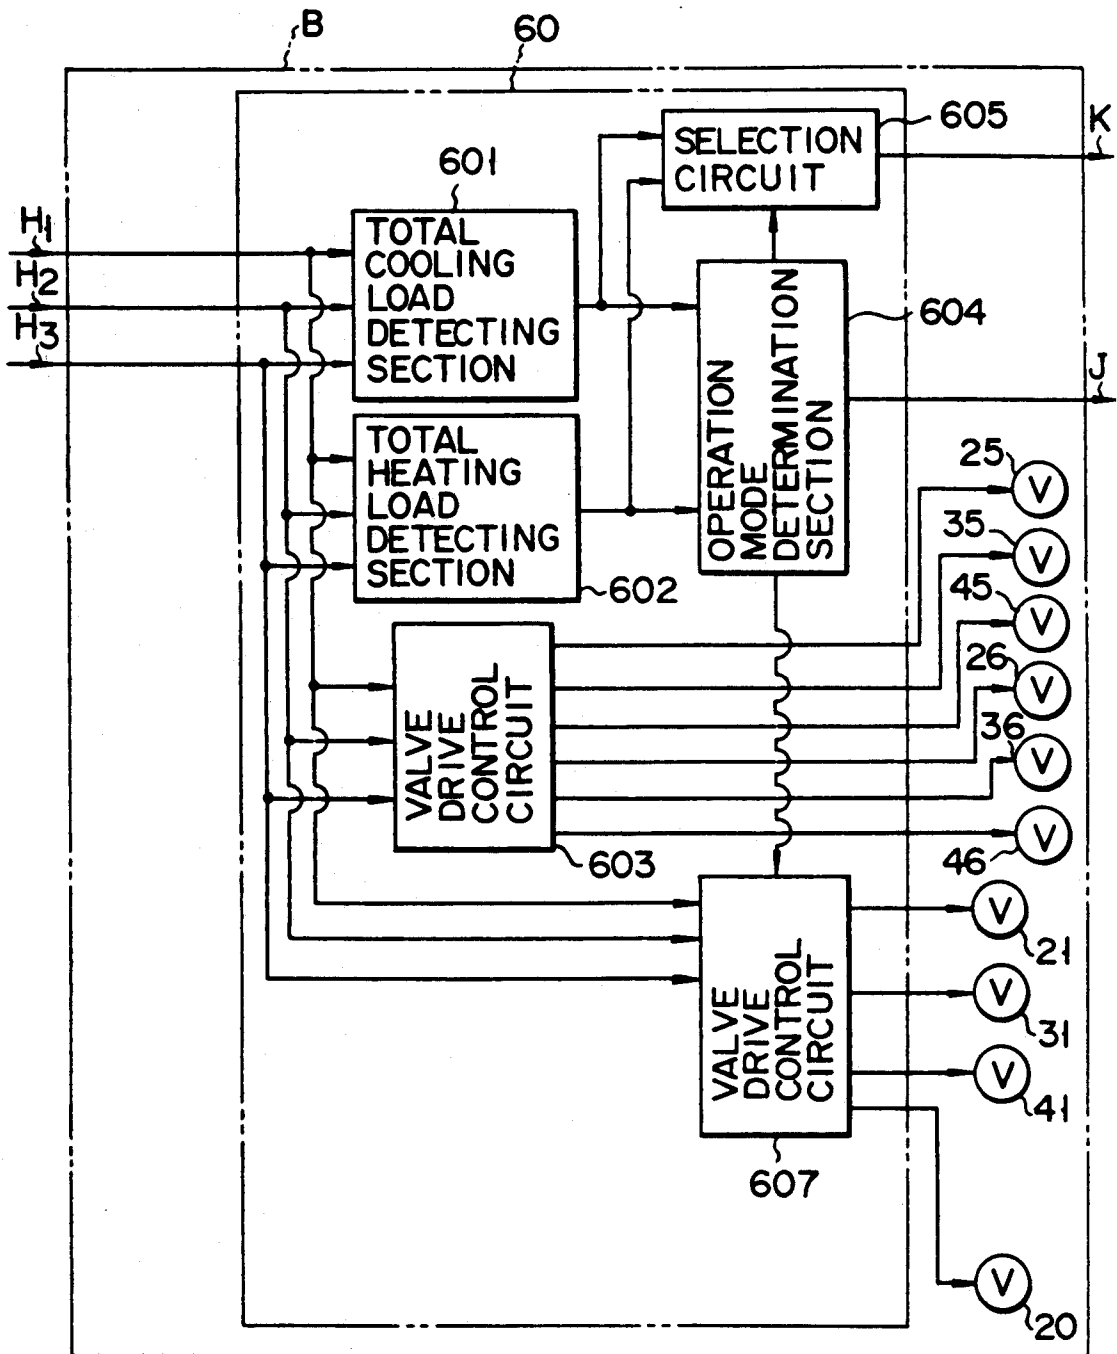 B
60
605
K
SELECTION
CIRCUIT
601
H1
TOTAL
COOLING
LOAD
DETECTING
SECTION
H2
H3
604
J
OPERATION
MODE
DETERMINATION
SECTION
TOTAL
HEATING
LOAD
DETECTING
SECTION
602
25
V
35
V
45
V
26
V
36
V
46
V
VALVE
DRIVE
CONTROL
CIRCUIT
603
VALVE
DRIVE
CONTROL
CIRCUIT
607
V
21
V
31
V
41
V
20